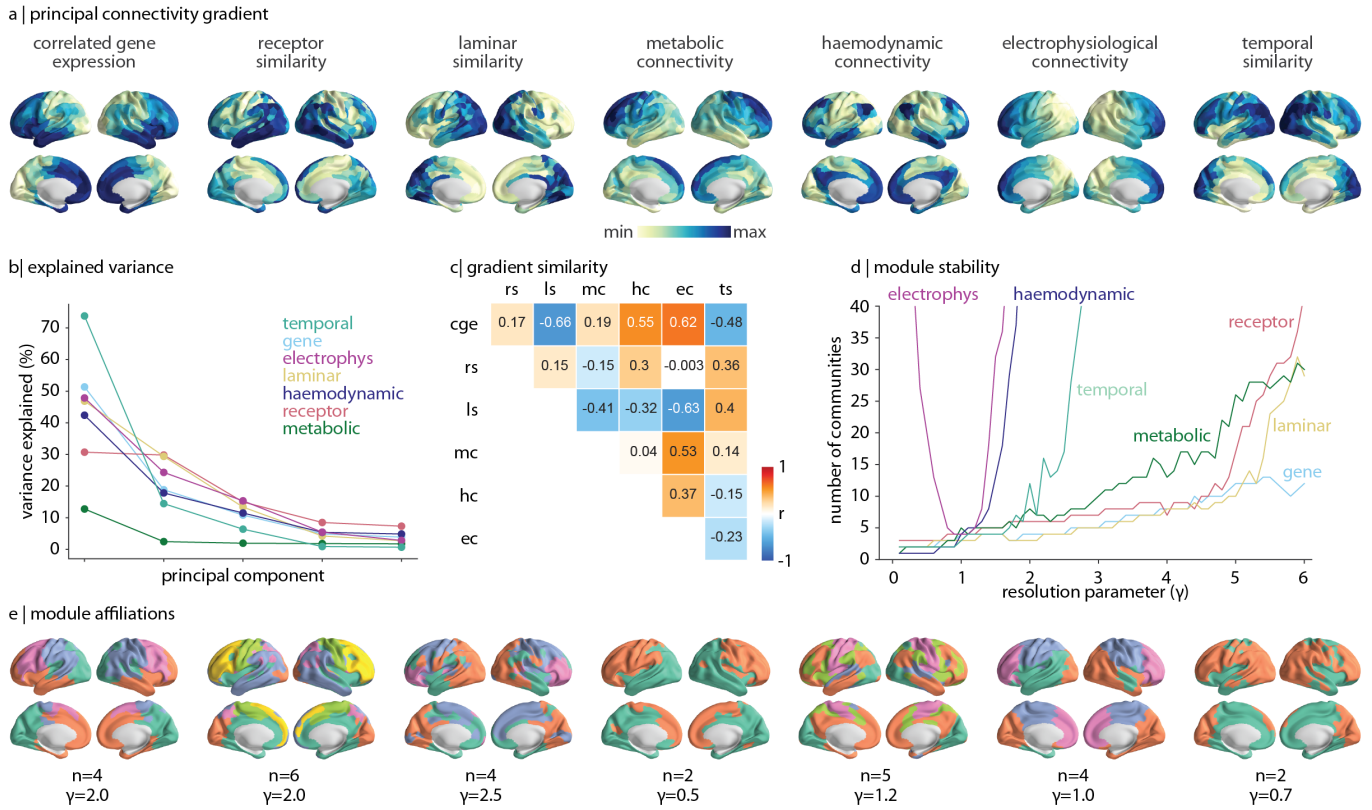 a | principal connectivity gradient
correlated gene
expression
receptor
similarity
laminar
similarity
metabolic
connectivity
haemodynamic
connectivity
electrophysiological
connectivity
temporal
similarity
min max
b| explained variance
variance explained (%)
70
60
50
40
30
20
10
0
temporal
gene
electrophys
laminar
haemodynamic
receptor
metabolic
principal component
c| gradient similarity
rs ls mc hc ec ts
cge 0.17 -0.66 0.19 0.55 0.62 -0.48
rs 0.15 -0.15 0.3 -0.003 0.36
ls -0.41 -0.32 -0.63 0.4
mc 0.04 0.53 0.14
hc 0.37 -0.15
ec -0.23
1
r
-1
d | module stability
number of communities
40
35
30
25
20
15
10
5
0
electrophys
haemodynamic
receptor
temporal
metabolic
laminar
gene
0 1 2 3 4 5 6
resolution parameter (γ)
e | module affiliations
n=4
γ=2.0
n=6
γ=2.0
n=4
γ=2.5
n=2
γ=0.5
n=5
γ=1.2
n=4
γ=1.0
n=2
γ=0.7